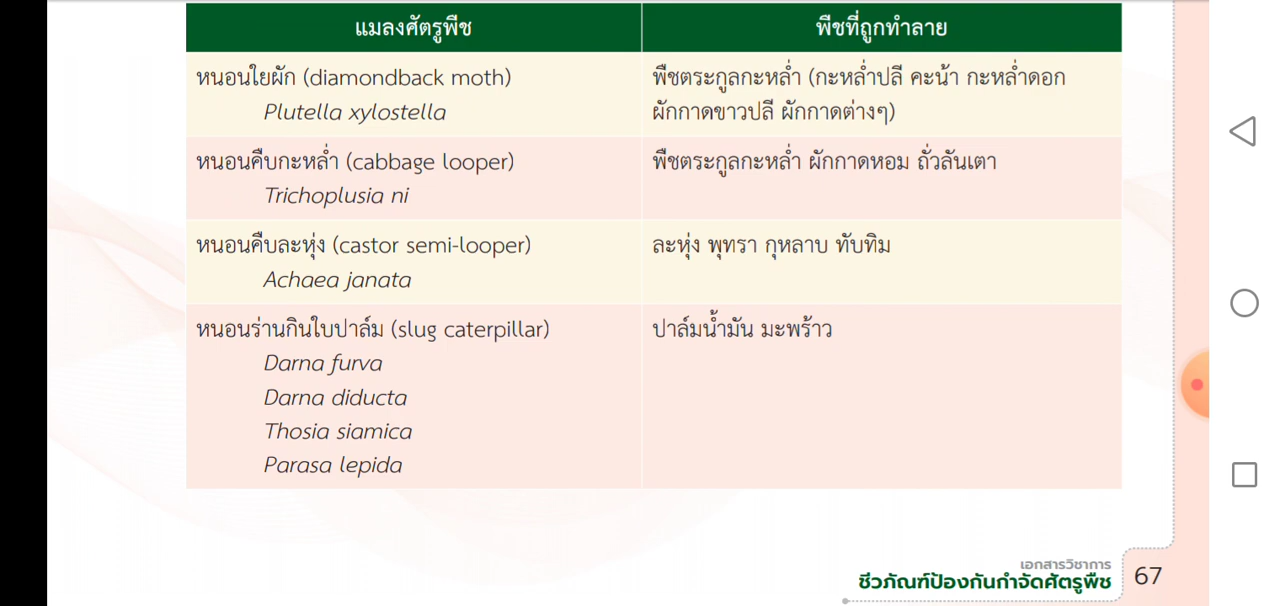 แมลงศัตรูพืช พืชที่ถูกทำลาย
หนอนใยผัก (diamondback moth) พืชตระกูลกะหล่ำ (กะหล่ำปลี คะน้า กะหล่ำดอก
Plutella xylostella ผักกาดขาวปลี ผักกาดต่างๆ)
หนอนคืบกะหล่ำ (cabbage looper) พืชตระกูลกะหล่ำ ผักกาดหอม ถั่วลันเตา
Trichoplusia ni
หนอนคืบละหุ่ง (castor semi-looper) ละหุ่ง พุทรา กุหลาบ ทับทิม
Achaea janata
หนอนร่านกินใบปาล์ม (slug caterpillar) ปาล์มน้ำมัน มะพร้าว
Darna furva
Darna diducta
Thosia siamica
Parasa lepida
เอกสารวิชาการ
ชีวภัณฑ์ป้องกันกำจัดศัตรูพืช 67